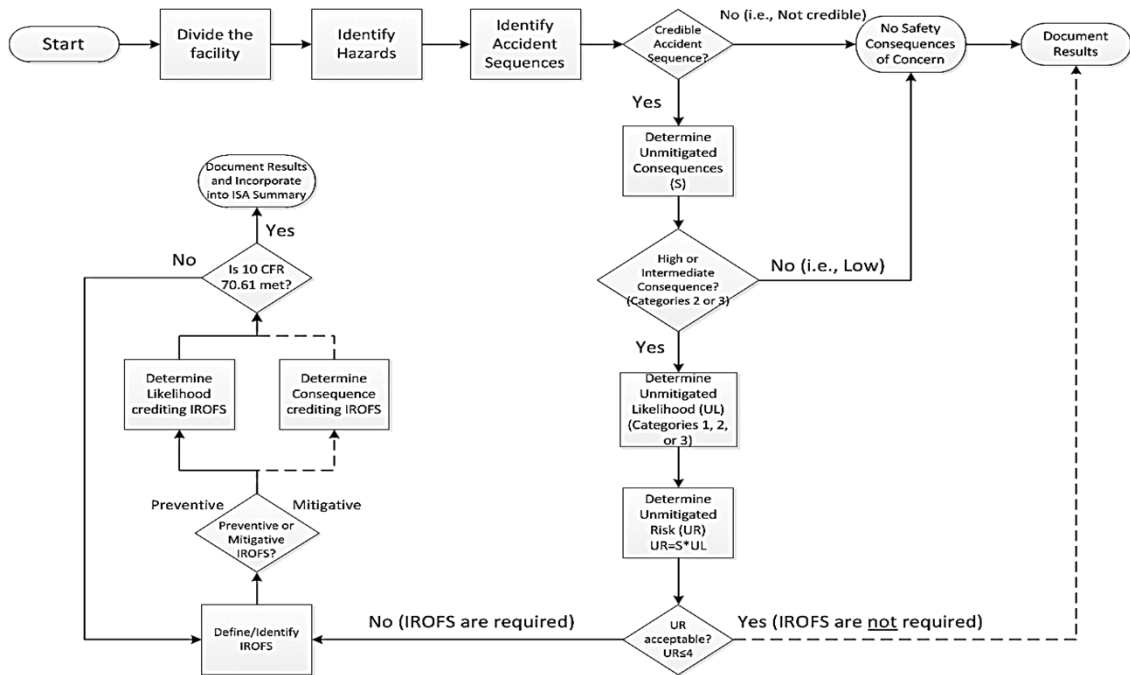 Start
Divide the
facility
Identify
Hazards
Identify
Accident
Sequences
Credible
Accident
Sequence?
No (i.e., Not credible)
No Safety
Consequences
of Concern
Document
Results
Yes
Determine
Unmitigated
Consequences
(S)
High or
Intermediate
Consequence?
(Categories 2 or 3)
No (i.e., Low)
Yes
Determine
Unmitigated
Likelihood (UL)
(Categories 1, 2,
or 3)
Determine
Unmitigated
Risk (UR)
UR=S*UL
UR
acceptable?
UR≤4
Yes (IROFS are not required)
No (IROFS are required)
Define/Identify
IROFS
Preventive or
Mitigative
IROFS?
Preventive
Mitigative
Determine
Likelihood
crediting IROFS
Determine
Consequence
crediting IROFS
Is 10 CFR
70.61 met?
No
Yes
Document Results
and Incorporate
into ISA Summary